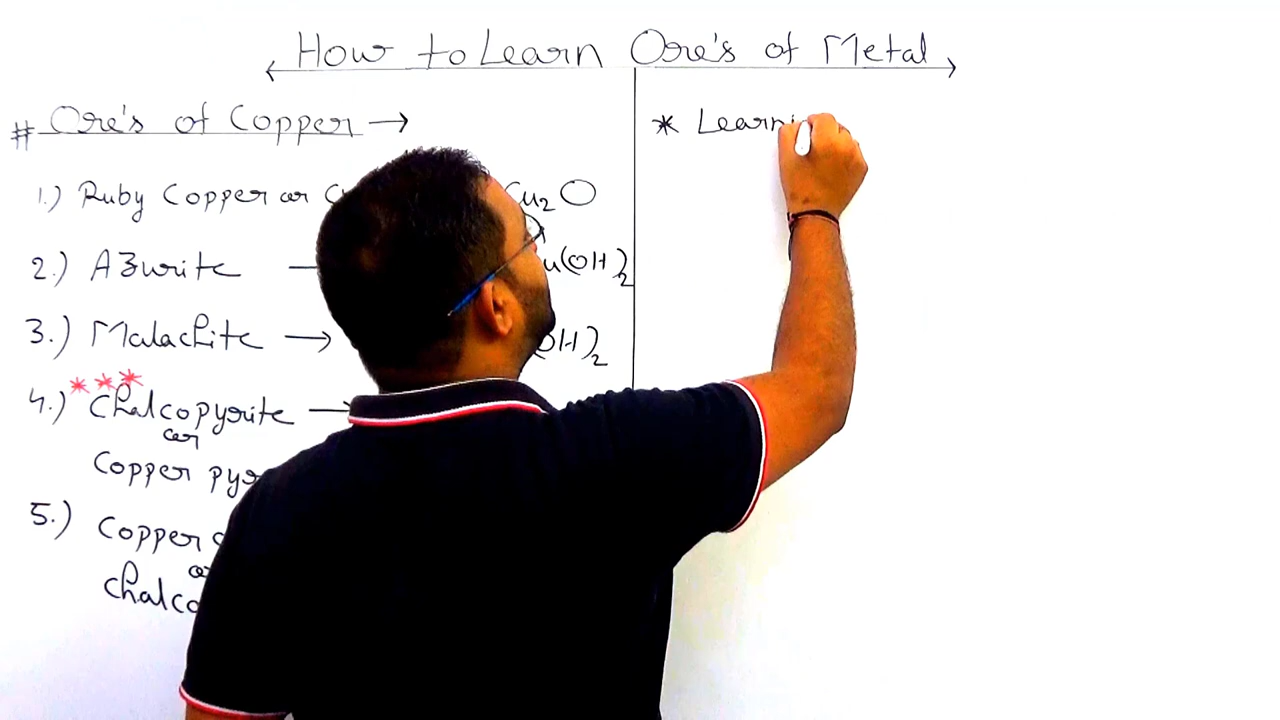 How to Learn Ore's of Metal
# Ore's of Copper →
1.) Ruby Copper or Cu2O
2.) Azurite — u(OH)2
3.) Malachite → OH)2
*** 4.) Chalcopyrite —
or
Copper pyr
5.) Copper
or
Chalco
* Learni